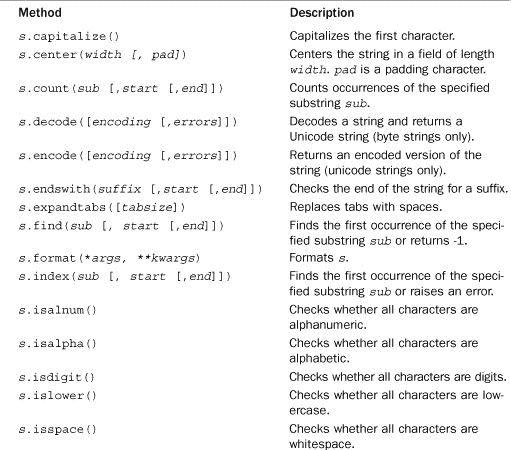 Method Description
s.capitalize() Capitalizes the first character.
s.center(width [, pad]) Centers the string in a field of length
width. pad is a padding character.
s.count(sub [,start [,end]]) Counts occurrences of the specified
substring sub.
s.decode([encoding [,errors]]) Decodes a string and returns a
Unicode string (byte strings only).
s.encode([encoding [,errors]]) Returns an encoded version of the
string (unicode strings only).
s.endswith(suffix [,start [,end]]) Checks the end of the string for a suffix.
s.expandtabs([tabsize]) Replaces tabs with spaces.
s.find(sub [, start [,end]]) Finds the first occurrence of the speci-
fied substring sub or returns -1.
s.format(*args, **kwargs) Formats s.
s.index(sub [, start [,end]]) Finds the first occurrence of the speci-
fied substring sub or raises an error.
s.isalnum() Checks whether all characters are
alphanumeric.
s.isalpha() Checks whether all characters are
alphabetic.
s.isdigit() Checks whether all characters are digits.
s.islower() Checks whether all characters are low-
ercase.
s.isspace() Checks whether all characters are
whitespace.